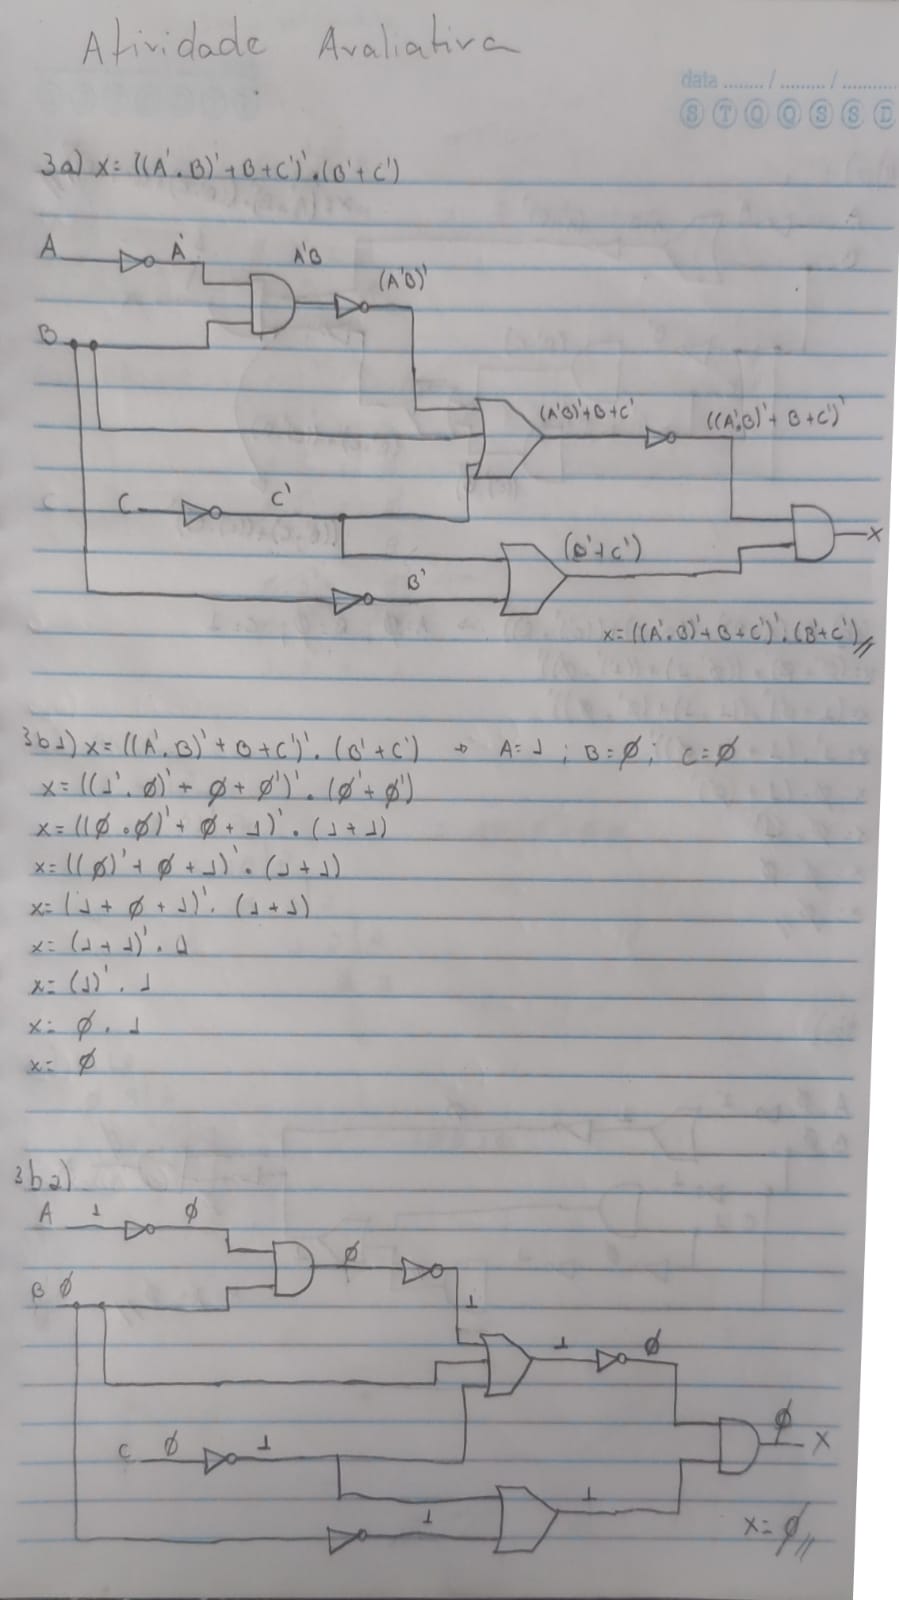 Atividade Avaliativa
data ....... / ......... / ...........
S T Q Q S S D
3a) x= ((A'.B)'+B+C')'.(B'+C')
A A' A'B (A'B)'
B
(A'B)'+B+C' ((A'.B)'+B+C')'
C C'
(B'+C') x
B'
x= ((A'.B)'+B+C')'.(B'+C')//
3b1) x= ((A'.B)'+B+C')'.(B'+C') → A=1 ; B=∅ ; C=∅
x= ((1'.∅)'+ ∅+∅')'.(∅'+∅')
x= ((∅.∅)'+ ∅+1)'.(1+1)
x= ((∅)'+∅+1)'.(1+1)
x= (1+∅+1)'.(1+1)
x= (1+1)'.1
x= (1)'.1
x= ∅.1
x= ∅
3b2)
A 1 ∅
∅
B ∅
1
1 ∅
∅
C ∅ 1 X
1
1
x= ∅//